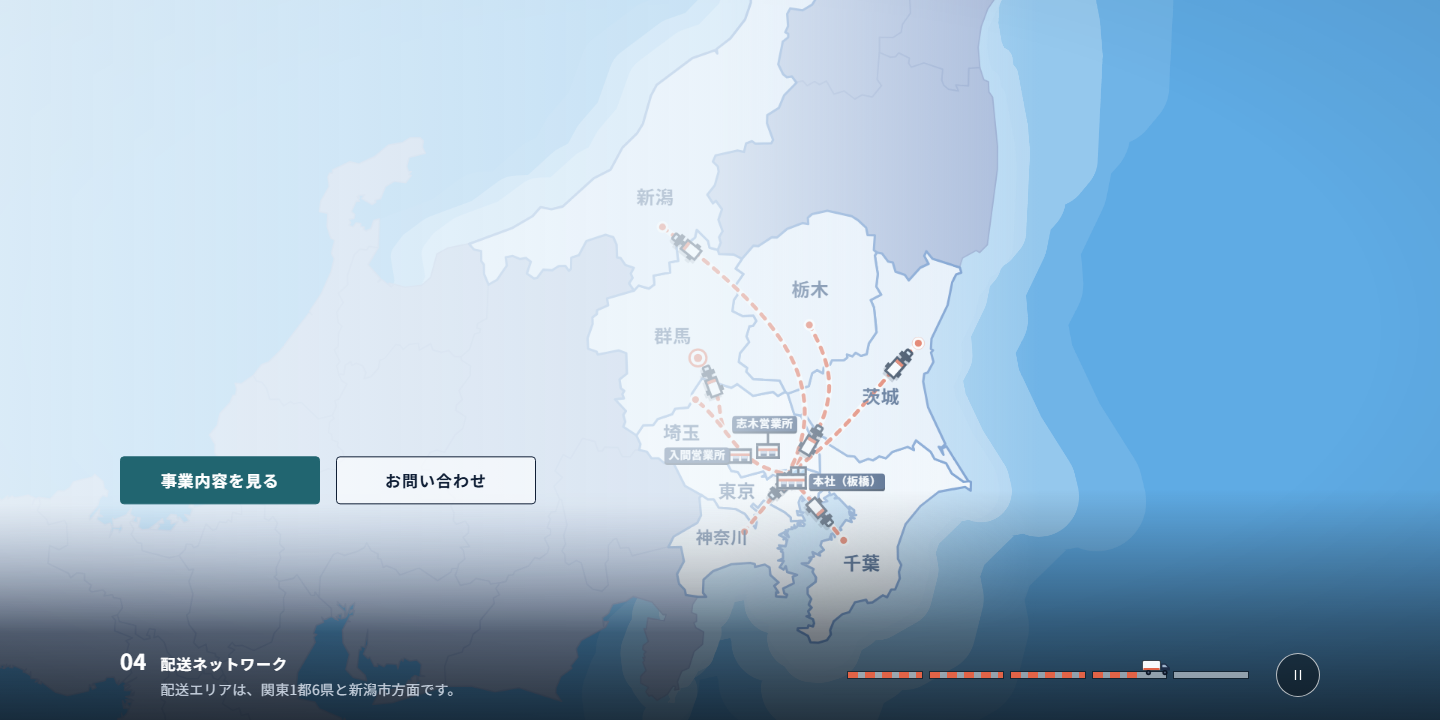 新潟
栃木
群馬
茨城
埼玉
志木営業所
入間営業所
本社（板橋）
東京
神奈川
千葉
事業内容を見る
お問い合わせ
04 配送ネットワーク
配送エリアは、関東1都6県と新潟市方面です。